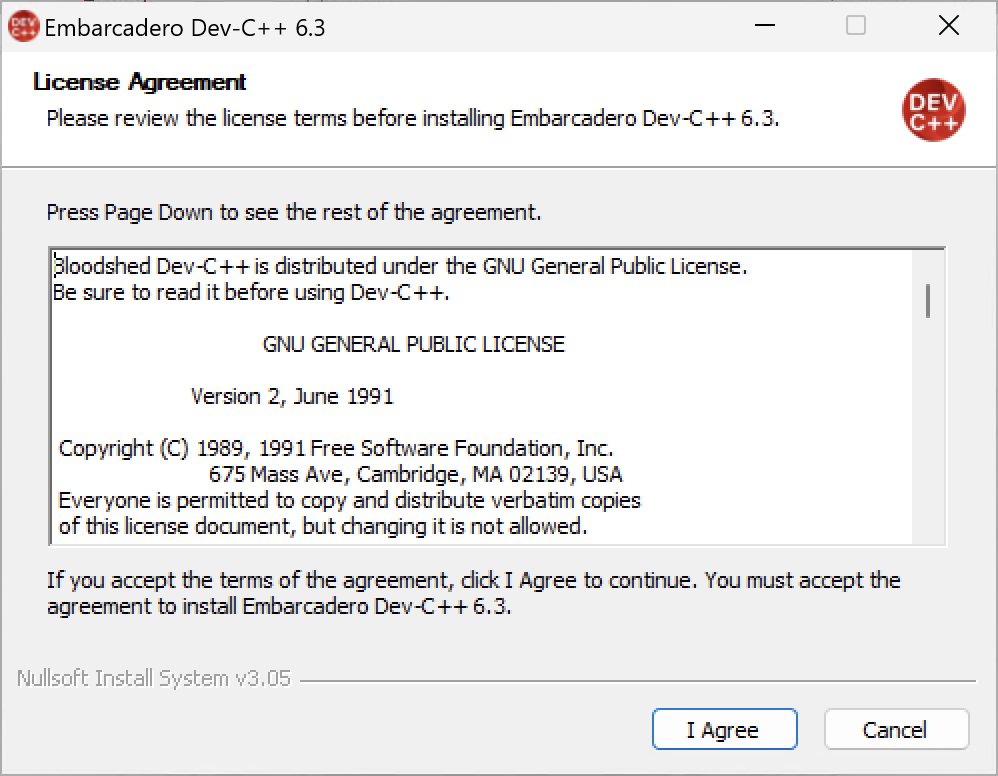 DEV C++ Embarcadero Dev-C++ 6.3
License Agreement
Please review the license terms before installing Embarcadero Dev-C++ 6.3.
DEV
C++
Press Page Down to see the rest of the agreement.
Bloodshed Dev-C++ is distributed under the GNU General Public License.
Be sure to read it before using Dev-C++.
GNU GENERAL PUBLIC LICENSE
Version 2, June 1991
Copyright (C) 1989, 1991 Free Software Foundation, Inc.
675 Mass Ave, Cambridge, MA 02139, USA
Everyone is permitted to copy and distribute verbatim copies
of this license document, but changing it is not allowed.
If you accept the terms of the agreement, click I Agree to continue. You must accept the
agreement to install Embarcadero Dev-C++ 6.3.
Nullsoft Install System v3.05
I Agree Cancel